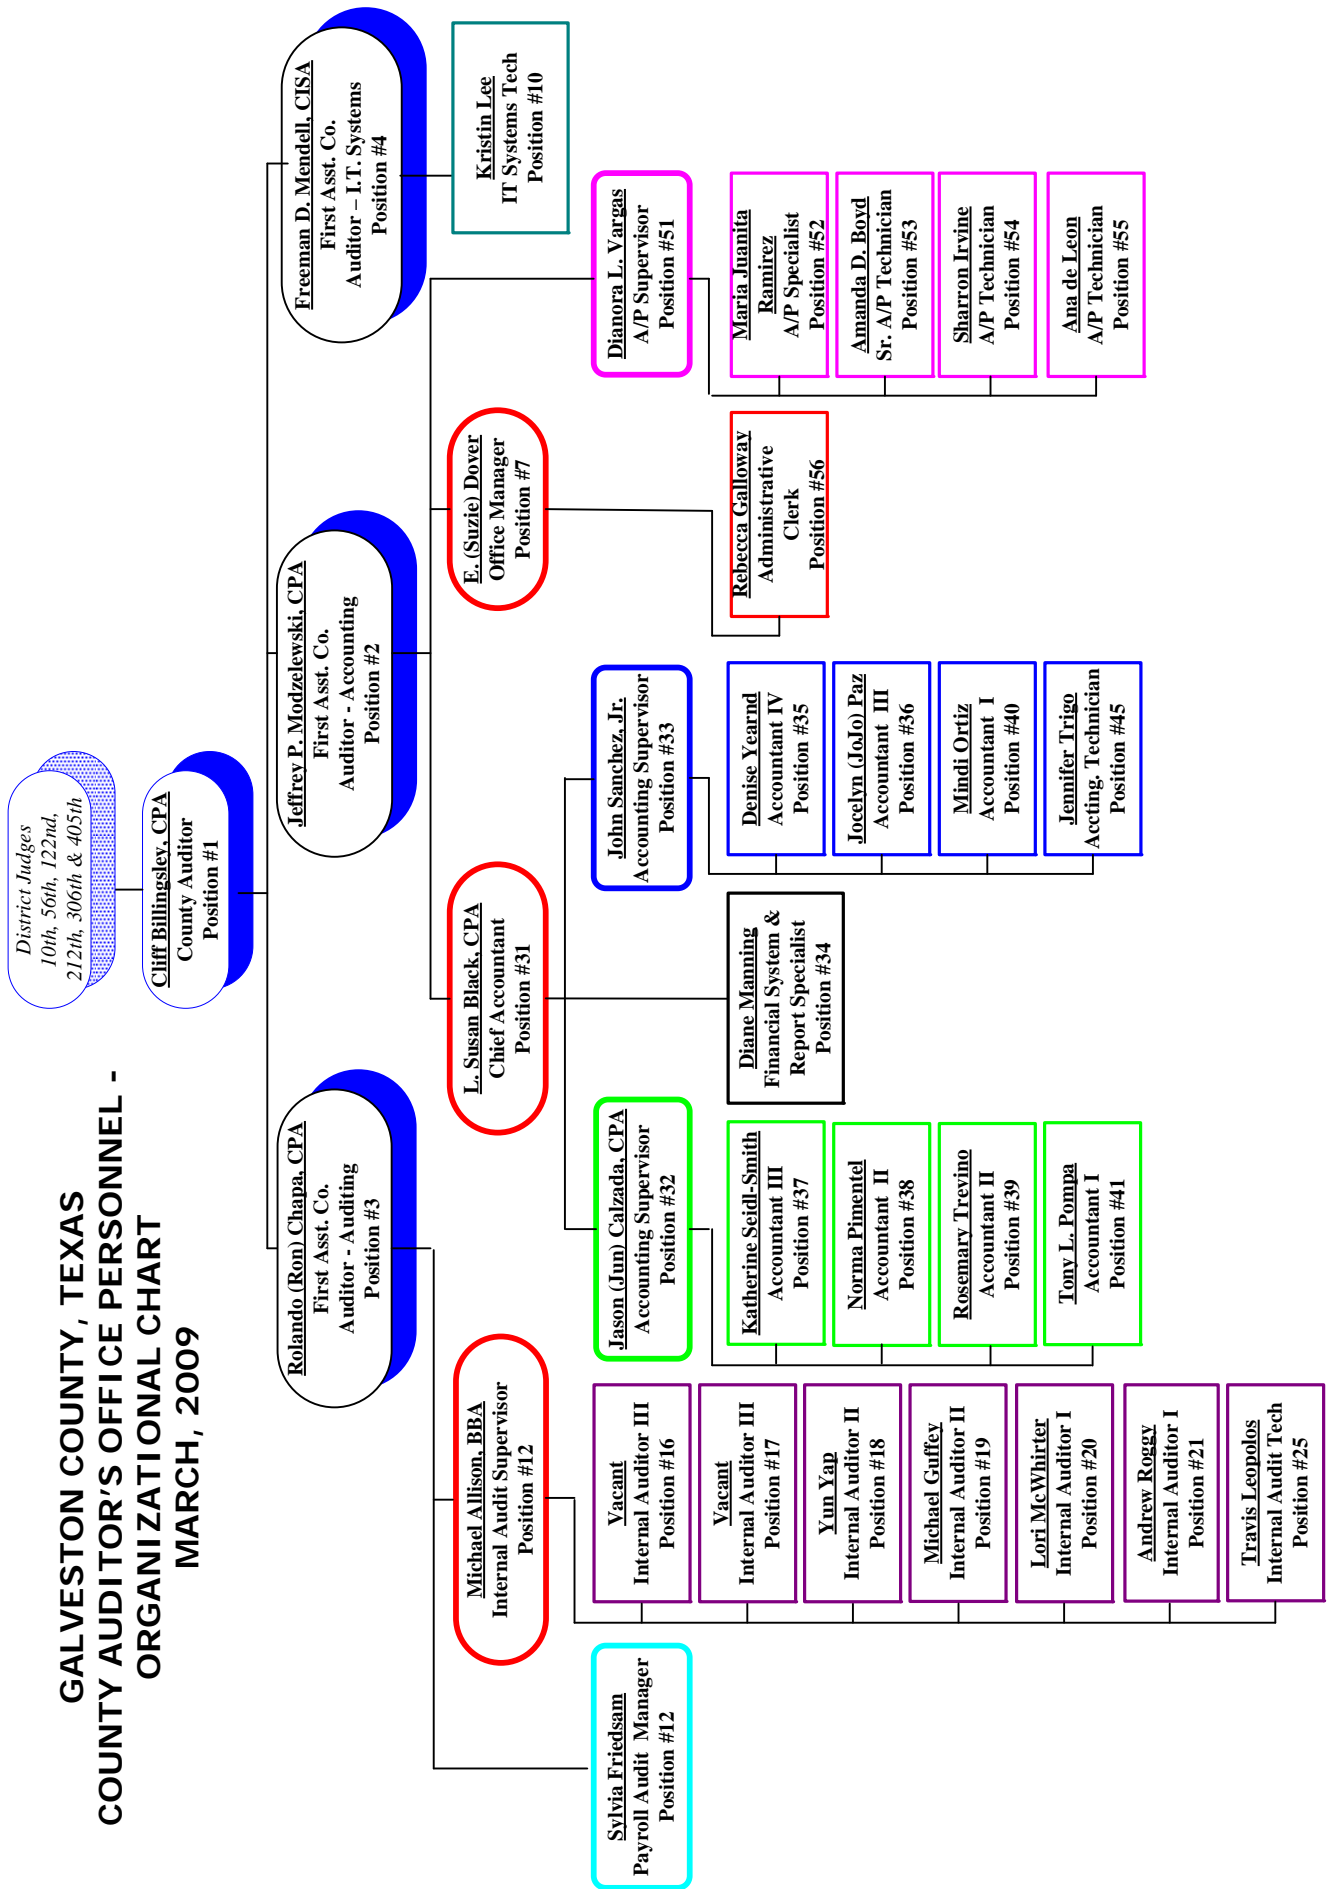 GALVESTON COUNTY, TEXAS
COUNTY AUDITOR'S OFFICE PERSONNEL -
ORGANIZATIONAL CHART
MARCH, 2009
District Judges
10th, 56th, 122nd,
212th, 306th & 405th
Cliff Billingsley, CPA
County Auditor
Position #1
Rolando (Ron) Chapa, CPA
First Asst. Co.
Auditor - Auditing
Position #3
Jeffrey P. Modzelewski, CPA
First Asst. Co.
Auditor - Accounting
Position #2
Freeman D. Mendell, CISA
First Asst. Co.
Auditor – I.T. Systems
Position #4
Michael Allison, BBA
Internal Audit Supervisor
Position #12
L. Susan Black, CPA
Chief Accountant
Position #31
E. (Suzie) Dover
Office Manager
Position #7
Kristin Lee
IT Systems Tech
Position #10
Sylvia Friedsam
Payroll Audit Manager
Position #12
Vacant
Internal Auditor III
Position #16
Vacant
Internal Auditor III
Position #17
Yun Yap
Internal Auditor II
Position #18
Michael Guffey
Internal Auditor II
Position #19
Lori McWhirter
Internal Auditor I
Position #20
Andrew Roggy
Internal Auditor I
Position #21
Travis Leopolos
Internal Audit Tech
Position #25
Jason (Jun) Calzada, CPA
Accounting Supervisor
Position #32
Katherine Seidl-Smith
Accountant III
Position #37
Norma Pimentel
Accountant II
Position #38
Rosemary Trevino
Accountant II
Position #39
Tony L. Pompa
Accountant I
Position #41
Diane Manning
Financial System &
Report Specialist
Position #34
John Sanchez, Jr.
Accounting Supervisor
Position #33
Denise Yearnd
Accountant IV
Position #35
Jocelyn (JoJo) Paz
Accountant III
Position #36
Mindi Ortiz
Accountant I
Position #40
Jennifer Trigo
Accting. Technician
Position #45
Rebecca Galloway
Administrative
Clerk
Position #56
Dianora L. Vargas
A/P Supervisor
Position #51
Maria Juanita
Ramirez
A/P Specialist
Position #52
Amanda D. Boyd
Sr. A/P Technician
Position #53
Sharron Irvine
A/P Technician
Position #54
Ana de Leon
A/P Technician
Position #55